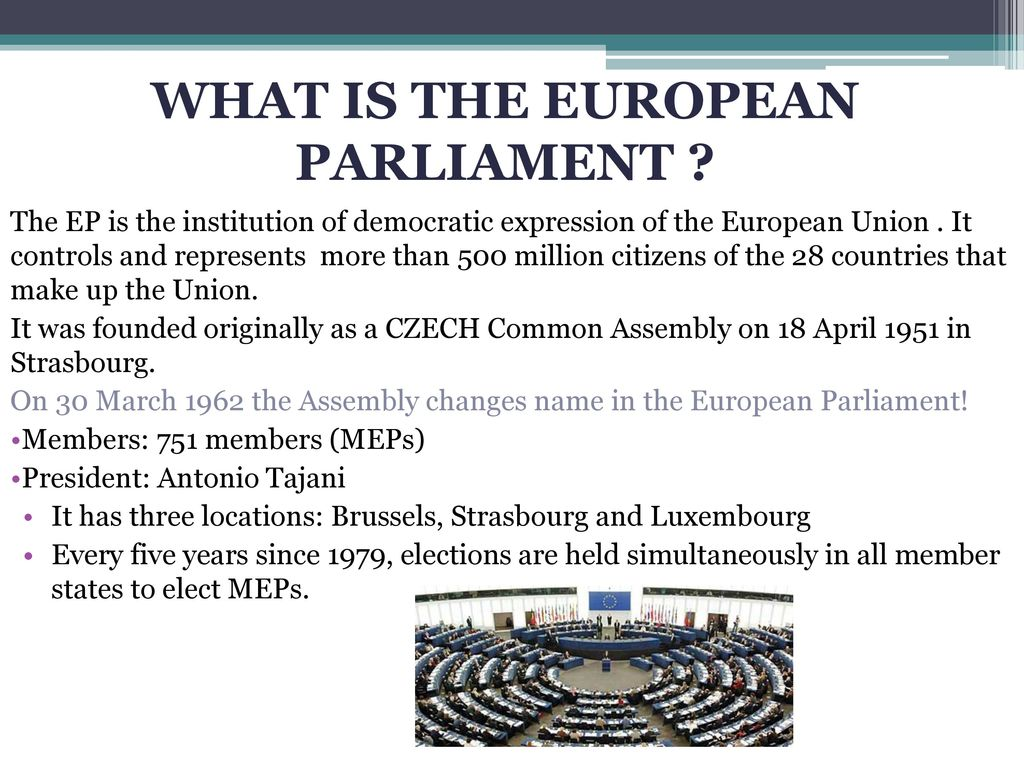 WHAT IS THE EUROPEAN
PARLIAMENT ?
The EP is the institution of democratic expression of the European Union . It
controls and represents  more than 500 million citizens of the 28 countries that
make up the Union.
It was founded originally as a CZECH Common Assembly on 18 April 1951 in
Strasbourg.
On 30 March 1962 the Assembly changes name in the European Parliament!
•Members: 751 members (MEPs)
•President: Antonio Tajani
• It has three locations: Brussels, Strasbourg and Luxembourg
• Every five years since 1979, elections are held simultaneously in all member
states to elect MEPs.